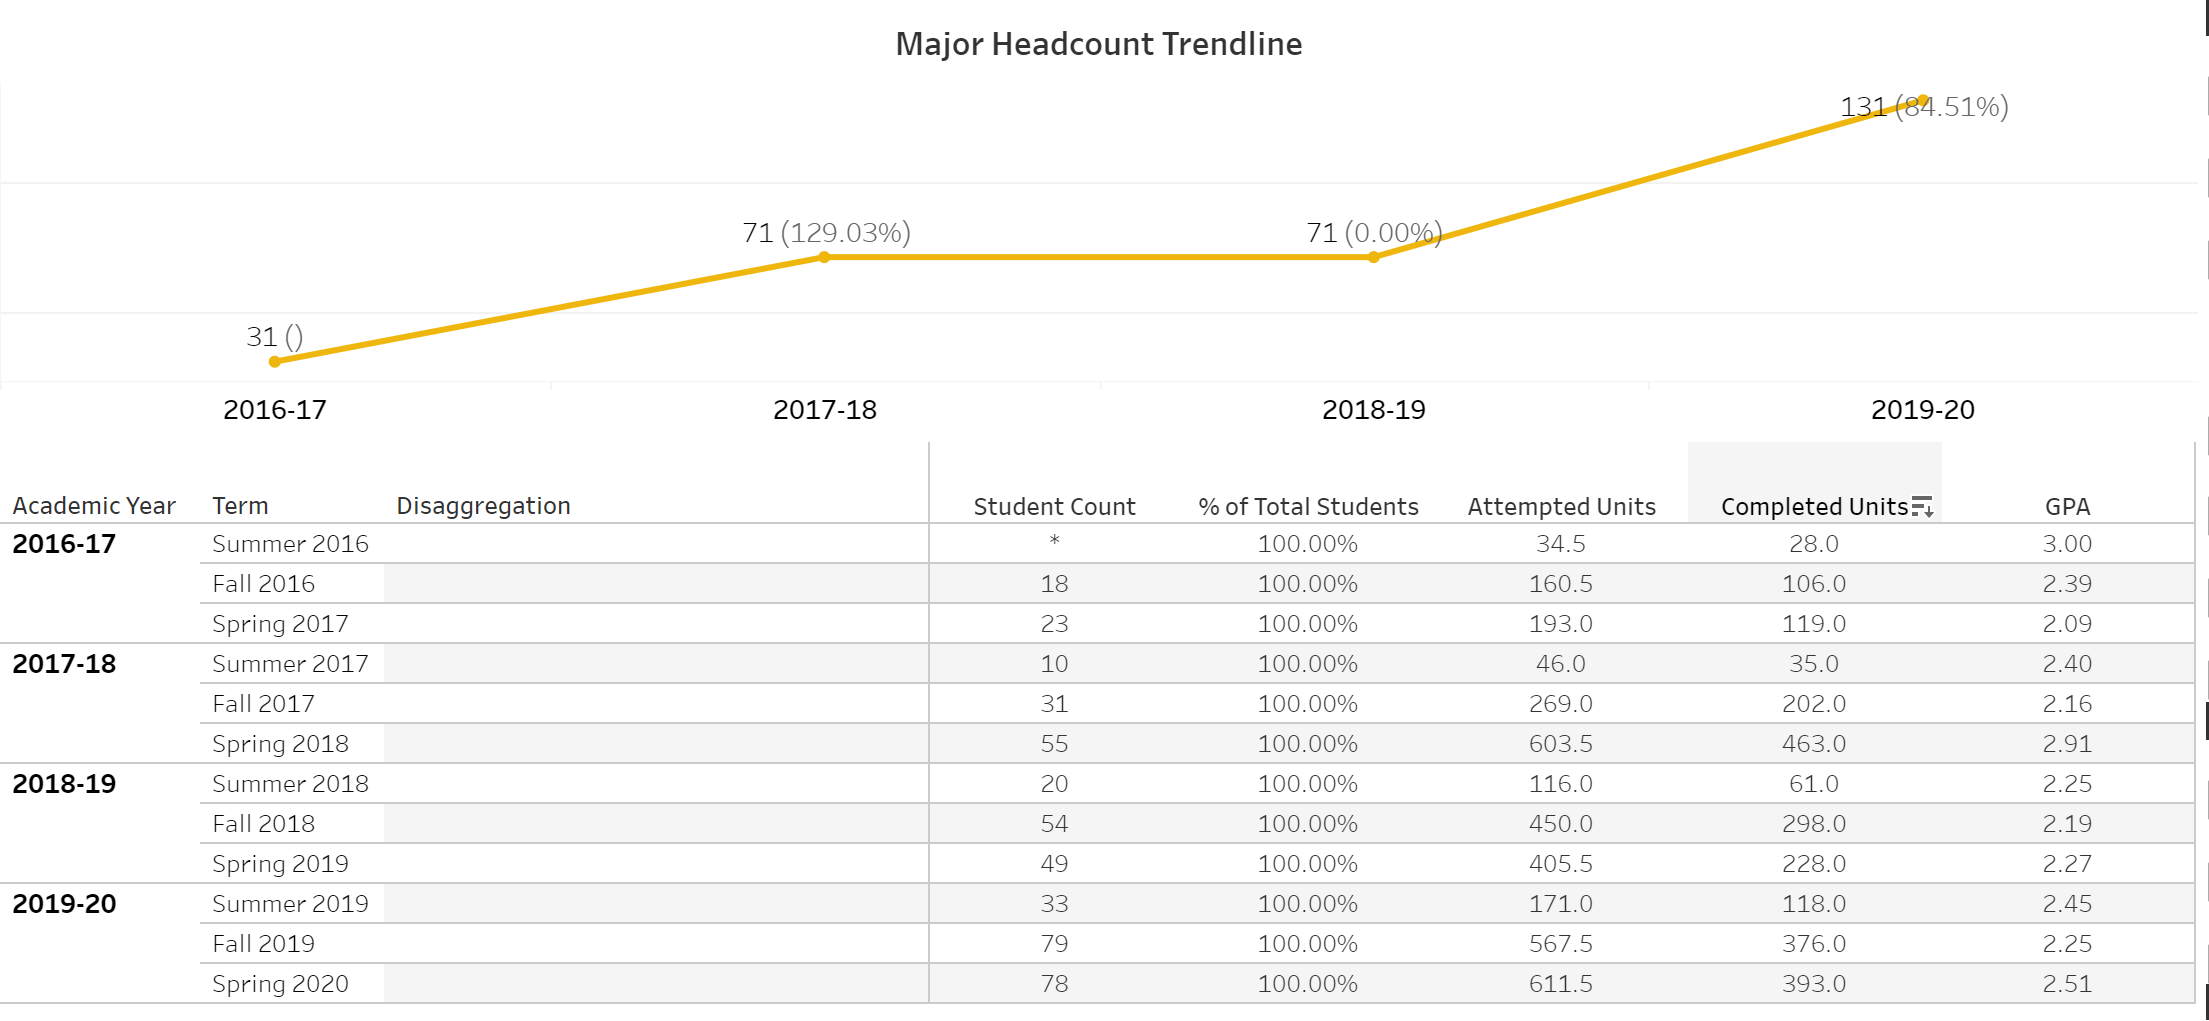 Major Headcount Trendline
131 (84.51%)
71 (129.03%)
71 (0.00%)
31 ()
2016-17 2017-18 2018-19 2019-20
Academic Year Term Disaggregation Student Count % of Total Students Attempted Units Completed Units GPA
2016-17 Summer 2016 * 100.00% 34.5 28.0 3.00
Fall 2016 18 100.00% 160.5 106.0 2.39
Spring 2017 23 100.00% 193.0 119.0 2.09
2017-18 Summer 2017 10 100.00% 46.0 35.0 2.40
Fall 2017 31 100.00% 269.0 202.0 2.16
Spring 2018 55 100.00% 603.5 463.0 2.91
2018-19 Summer 2018 20 100.00% 116.0 61.0 2.25
Fall 2018 54 100.00% 450.0 298.0 2.19
Spring 2019 49 100.00% 405.5 228.0 2.27
2019-20 Summer 2019 33 100.00% 171.0 118.0 2.45
Fall 2019 79 100.00% 567.5 376.0 2.25
Spring 2020 78 100.00% 611.5 393.0 2.51